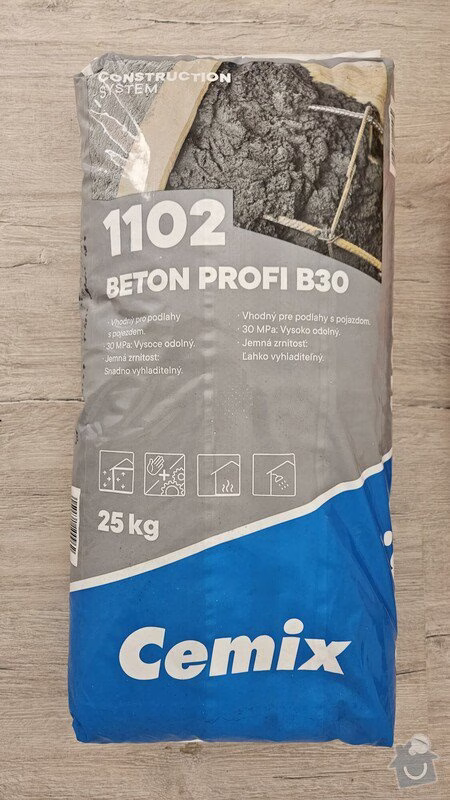 CONSTRUCTION
SYSTEM
1102
BETON PROFI B30
· Vhodný pro podlahy
s pojezdem.
· 30 MPa: Vysoce odolný.
· Jemná zrnitost:
Snadno vyhladitelný.
· Vhodný pre podlahy s pojazdom.
· 30 MPa: Vysoko odolný.
· Jemná zrnitosť:
Ľahko vyhladiteľný.
25 kg
Cemix